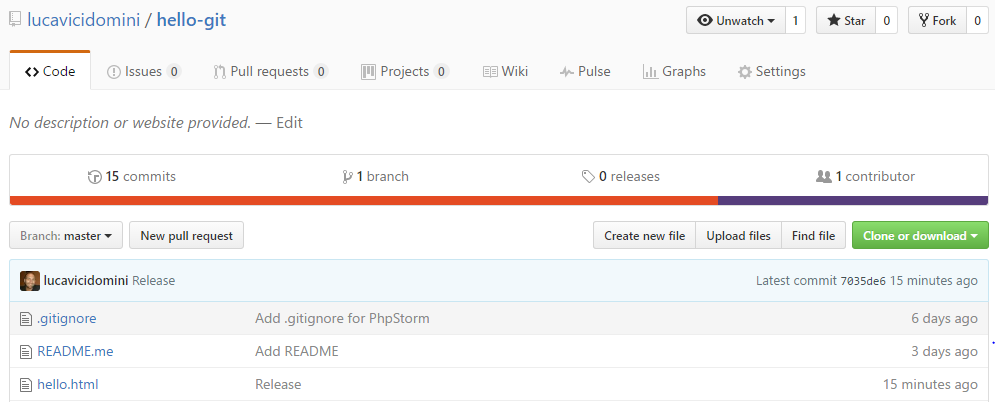 lucavicidomini / hello-git
Unwatch 1 Star 0 Fork 0
Code Issues 0 Pull requests 0 Projects 0 Wiki Pulse Graphs Settings
No description or website provided. — Edit
15 commits 1 branch 0 releases 1 contributor
Branch: master New pull request Create new file Upload files Find file Clone or download
lucavicidomini Release Latest commit 7035de6 15 minutes ago
.gitignore Add .gitignore for PhpStorm 6 days ago
README.me Add README 3 days ago
hello.html Release 15 minutes ago